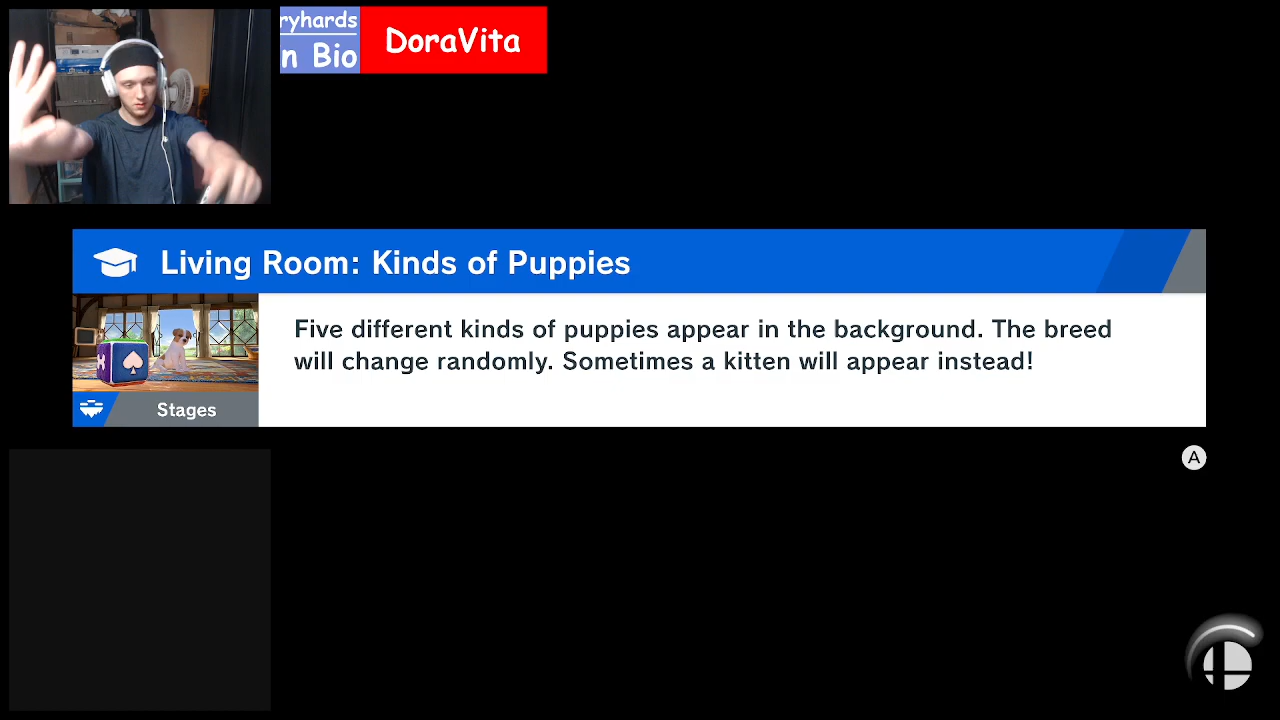 ryhards
n Bio
DoraVita
Living Room: Kinds of Puppies
Five different kinds of puppies appear in the background. The breed
will change randomly. Sometimes a kitten will appear instead!
Stages
A